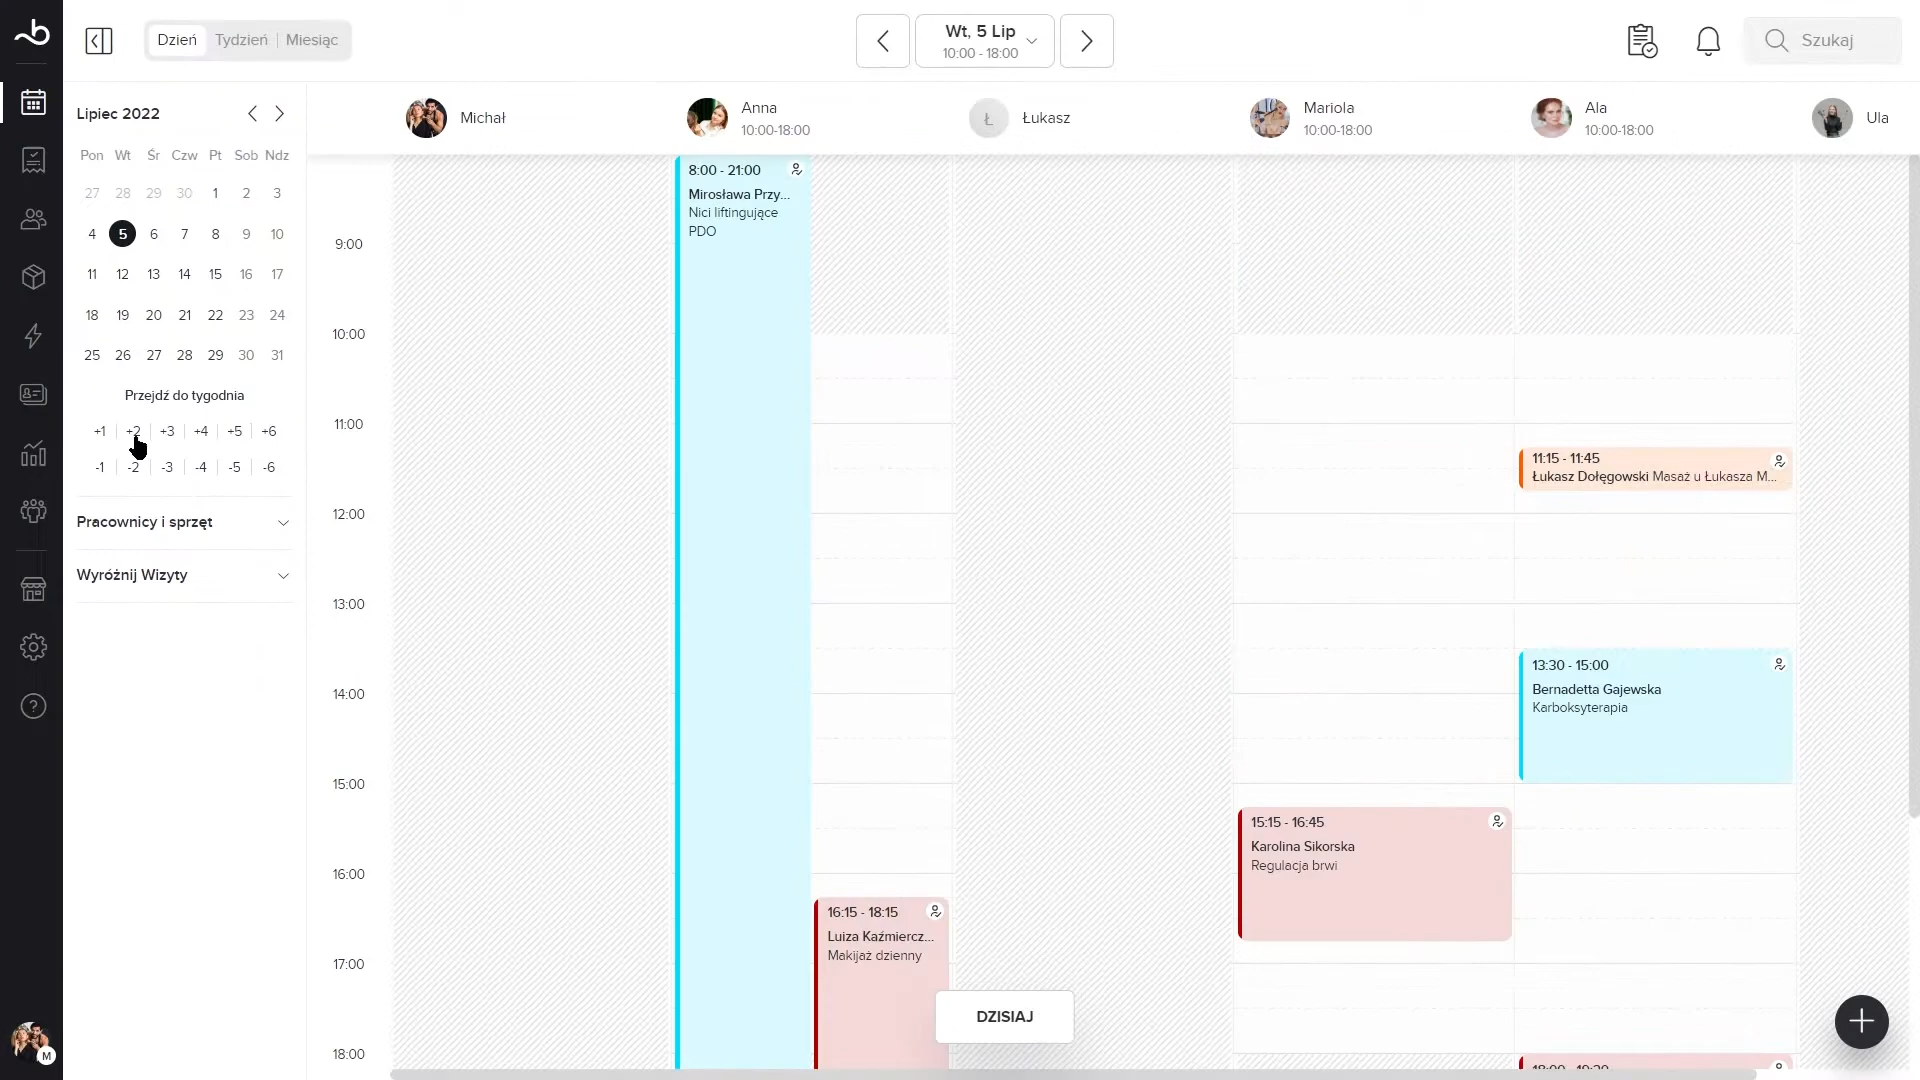 Dzień Tydzień Miesiąc
Wt, 5 Lip
10:00 - 18:00
Szukaj
Lipiec 2022
Pon Wt Śr Czw Pt Sob Ndz
27 28 29 30 1 2 3
4 5 6 7 8 9 10
11 12 13 14 15 16 17
18 19 20 21 22 23 24
25 26 27 28 29 30 31
Przejdź do tygodnia
+1 +2 +3 +4 +5 +6
-1 -2 -3 -4 -5 -6
Pracownicy i sprzęt
Wyróżnij Wizyty
M
Michał
Anna
10:00-18:00
Ł
Łukasz
Mariola
10:00-18:00
Ala
10:00-18:00
Ula
9:00
10:00
11:00
12:00
13:00
14:00
15:00
16:00
17:00
18:00
8:00 - 21:00
Mirosława Przy...
Nici liftingujące
PDO
16:15 - 18:15
Luiza Kaźmiercz...
Makijaż dzienny
15:15 - 16:45
Karolina Sikorska
Regulacja brwi
11:15 - 11:45
Łukasz Dołęgowski Masaż u Łukasza M...
13:30 - 15:00
Bernadetta Gajewska
Karboksyterapia
DZISIAJ